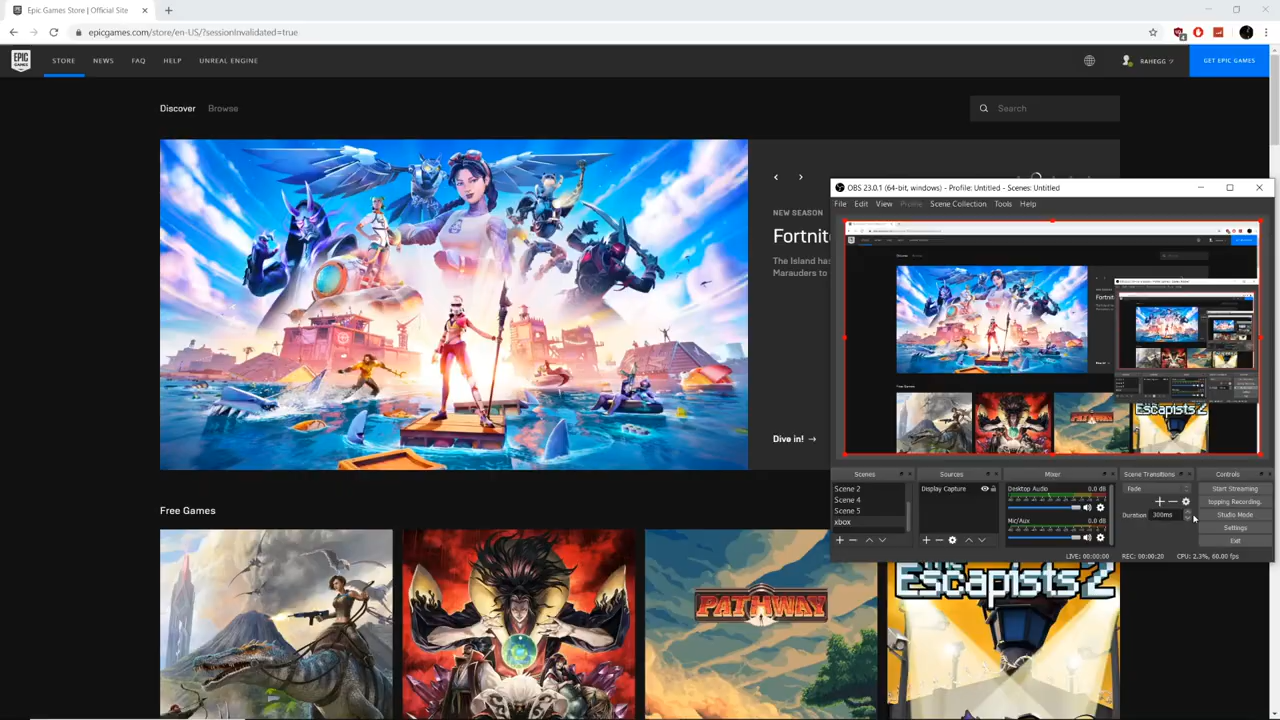 Epic Games Store | Official Site
epicgames.com/store/en-US/?sessionInvalidated=true
4
EPIC GAMES
STORE
NEWS
FAQ
HELP
UNREAL ENGINE
RAHEGG
GET EPIC GAMES
Discover
Browse
Search
NEW SEASON
Fortnit
The Island ha
Marauders to
Dive in! →
Free Games
PATHWAY
Escapists 2
OBS 23.0.1 (64-bit, windows) - Profile: Untitled - Scenes: Untitled
File Edit View Profile Scene Collection Tools Help
Scenes
Scene 2
Scene 4
Scene 5
xbox
Sources
Display Capture
Mixer
Desktop Audio 0.0 dB
Mic/Aux 0.0 dB
Scene Transitions
Fade
Duration 300ms
Controls
Start Streaming
topping Recording.
Studio Mode
Settings
Exit
LIVE: 00:00:00 REC: 00:00:20 CPU: 2.3%, 60.00 fps